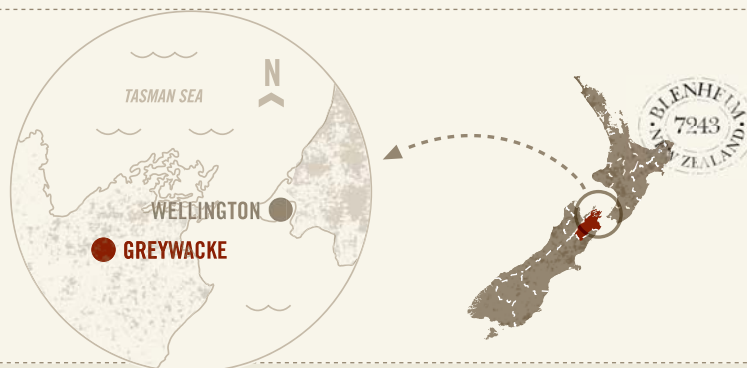 N
TASMAN SEA
WELLINGTON
GREYWACKE
BLENHEIM
7243
NEW ZEALAND